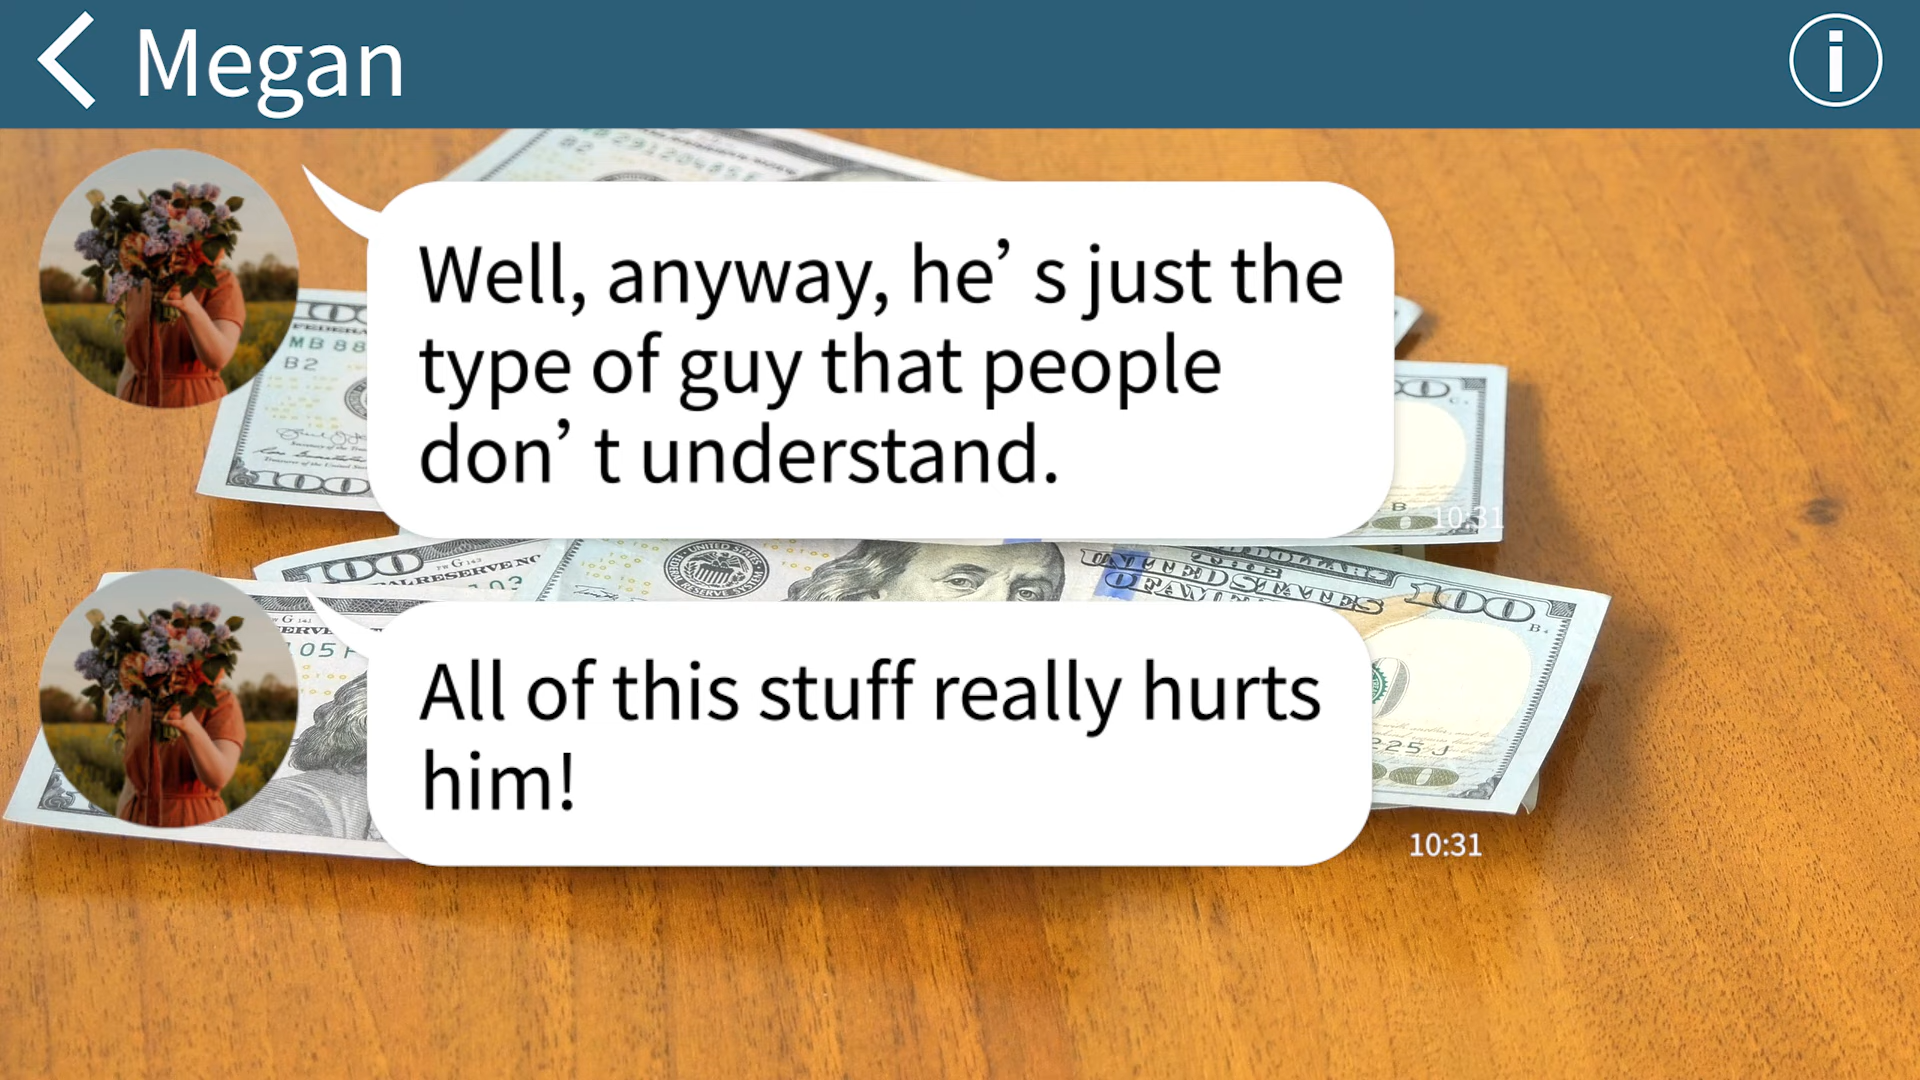 Megan
Well, anyway, he’s just the
type of guy that people
don’t understand.
10:31
All of this stuff really hurts
him!
10:31